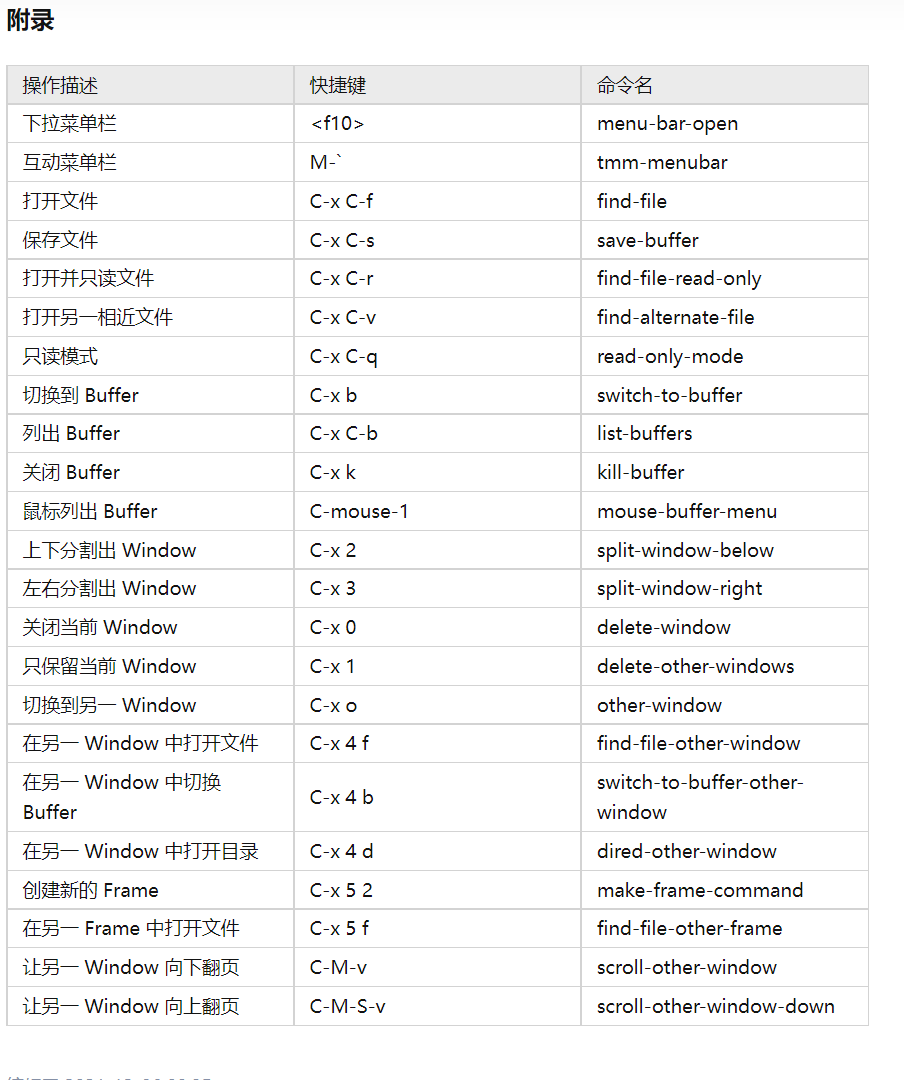 附录
操作描述 快捷键 命令名
下拉菜单栏 <f10> menu-bar-open
互动菜单栏 M-` tmm-menubar
打开文件 C-x C-f find-file
保存文件 C-x C-s save-buffer
打开并只读文件 C-x C-r find-file-read-only
打开另一相近文件 C-x C-v find-alternate-file
只读模式 C-x C-q read-only-mode
切换到 Buffer C-x b switch-to-buffer
列出 Buffer C-x C-b list-buffers
关闭 Buffer C-x k kill-buffer
鼠标列出 Buffer C-mouse-1 mouse-buffer-menu
上下分割出 Window C-x 2 split-window-below
左右分割出 Window C-x 3 split-window-right
关闭当前 Window C-x 0 delete-window
只保留当前 Window C-x 1 delete-other-windows
切换到另一 Window C-x o other-window
在另一 Window 中打开文件 C-x 4 f find-file-other-window
在另一 Window 中切换
Buffer
C-x 4 b
switch-to-buffer-other-
window
在另一 Window 中打开目录 C-x 4 d dired-other-window
创建新的 Frame C-x 5 2 make-frame-command
在另一 Frame 中打开文件 C-x 5 f find-file-other-frame
让另一 Window 向下翻页 C-M-v scroll-other-window
让另一 Window 向上翻页 C-M-S-v scroll-other-window-down